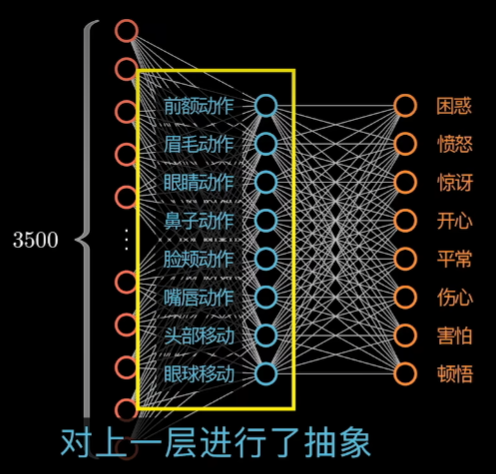 前额动作
困惑
眉毛动作
愤怒
眼睛动作
惊讶
鼻子动作
开心
3500
脸颊动作
平常
嘴唇动作
伤心
头部移动
害怕
眼球移动
顿悟
对上一层进行了抽象